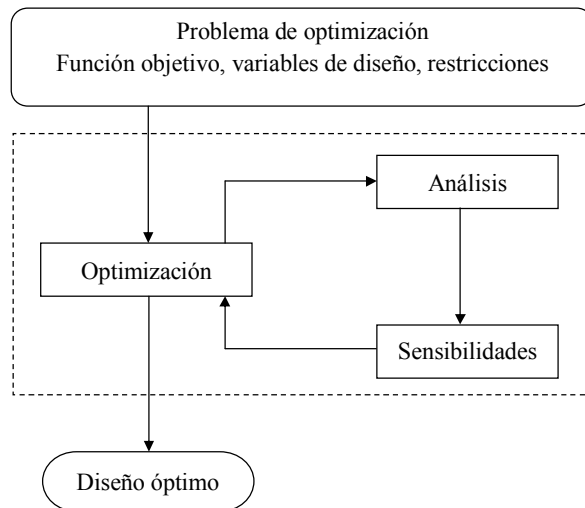 Problema de optimización
Función objetivo, variables de diseño, restricciones
Análisis
Optimización
Sensibilidades
Diseño óptimo